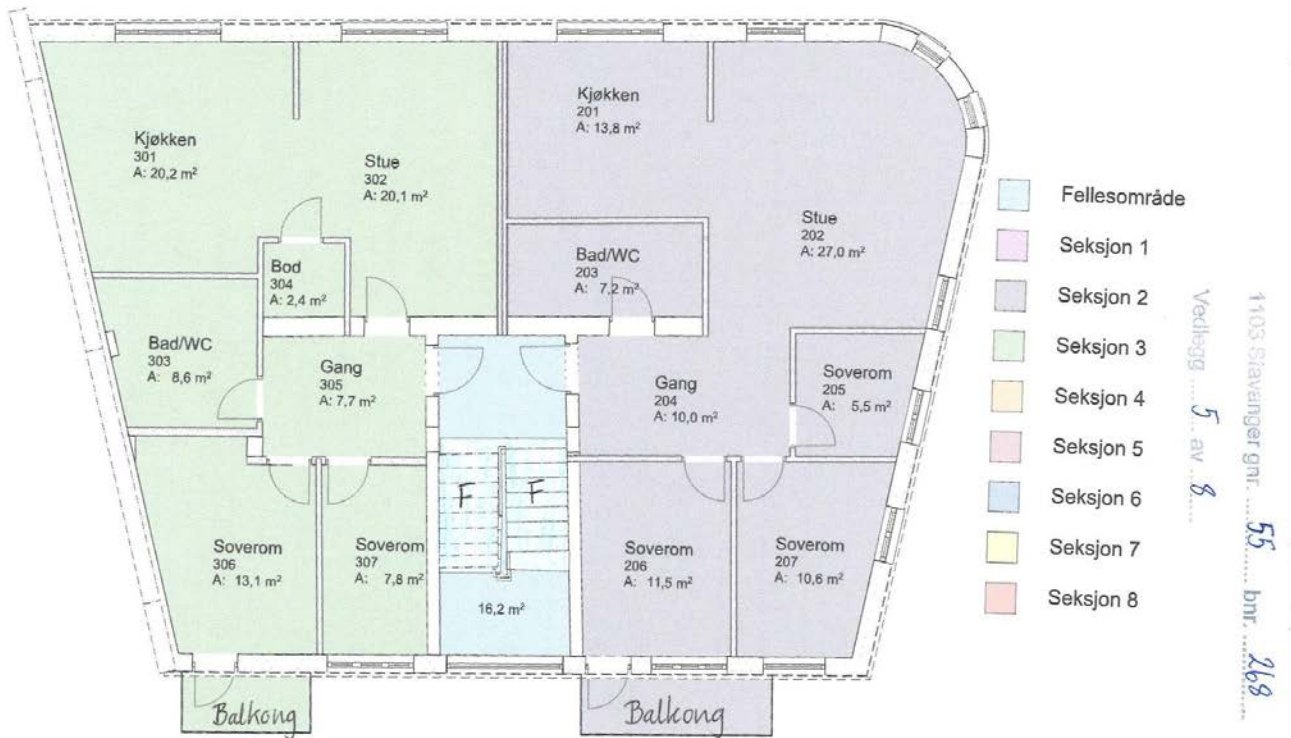 Kjøkken
301
A: 20,2 m²
Stue
302
A: 20,1 m²
Bod
304
A: 2,4 m²
Bad/WC
303
A: 8,6 m²
Gang
305
A: 7,7 m²
Soverom
306
A: 13,1 m²
Soverom
307
A: 7,8 m²
Balkong
F
F
16,2 m²
Kjøkken
201
A: 13,8 m²
Stue
202
A: 27,0 m²
Bad/WC
203
A: 7,2 m²
Gang
204
A: 10,0 m²
Soverom
205
A: 5,5 m²
Soverom
206
A: 11,5 m²
Soverom
207
A: 10,6 m²
Balkong
Fellesområde
Seksjon 1
Seksjon 2
Seksjon 3
Seksjon 4
Seksjon 5
Seksjon 6
Seksjon 7
Seksjon 8
1103 Stavanger gnr. 55 bnr. 268
Vedlegg 5 av 8